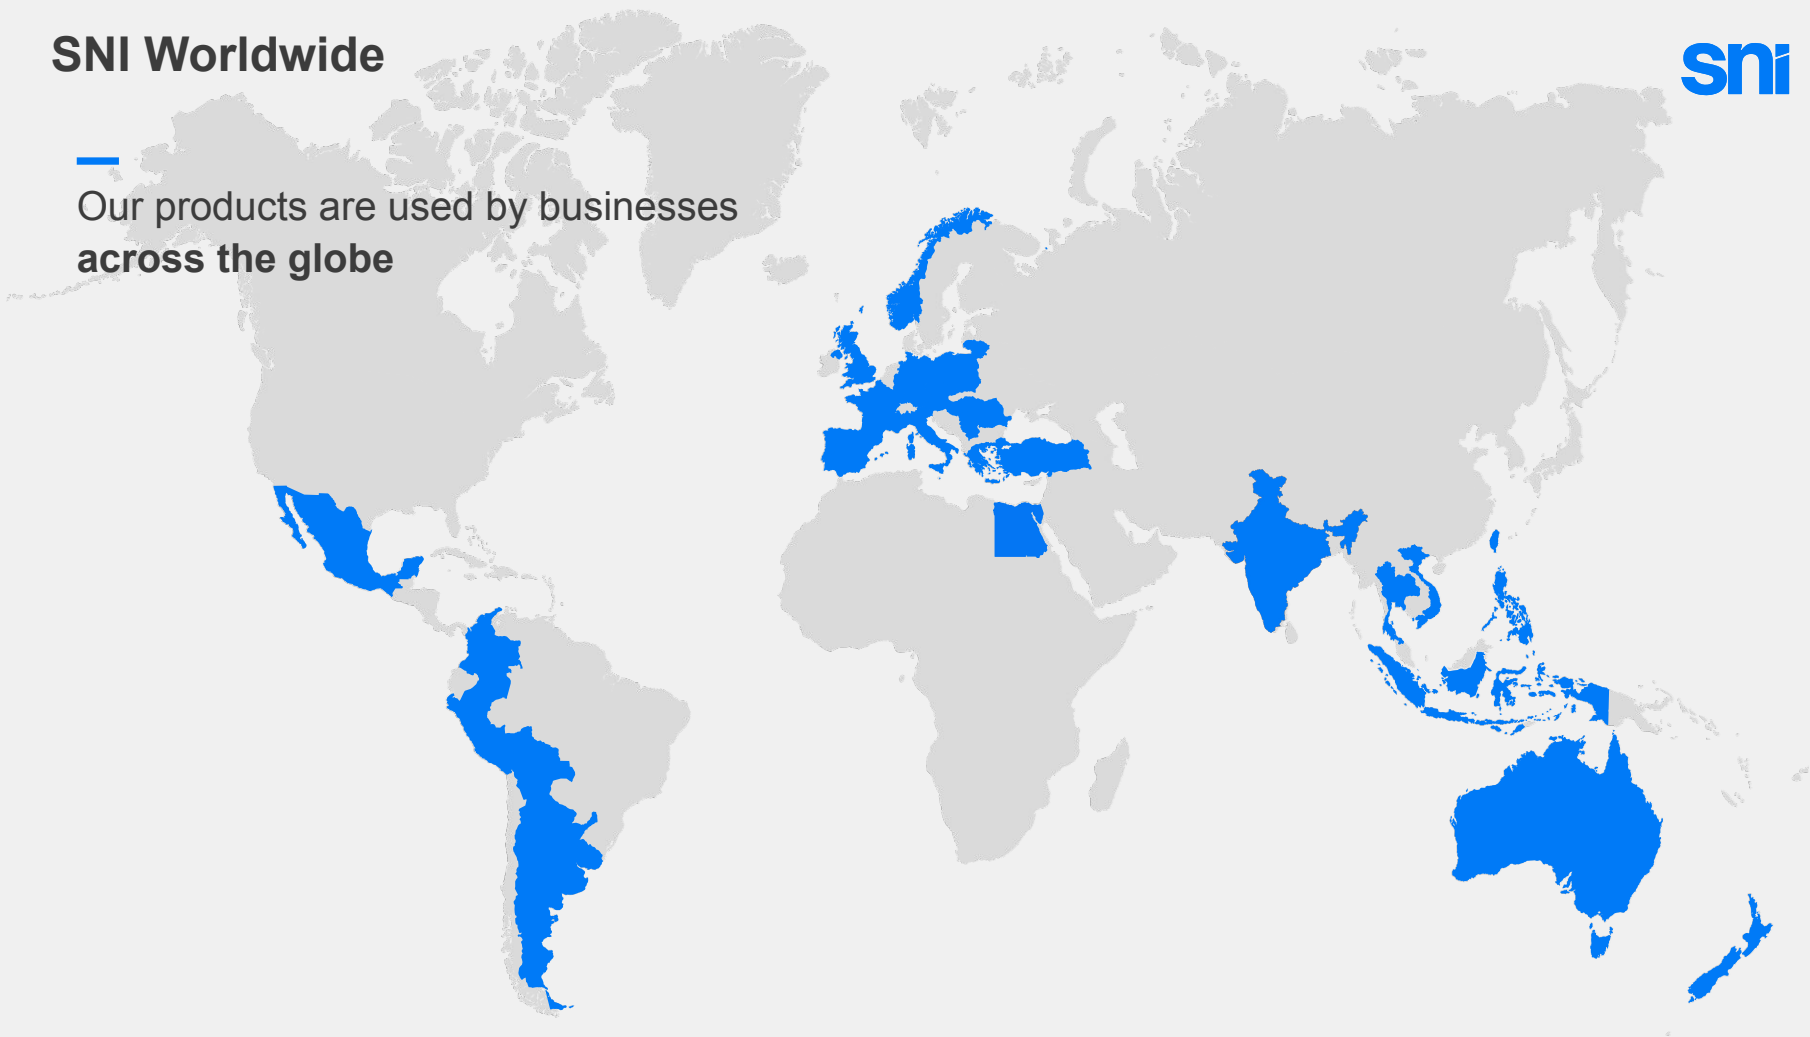 SNI Worldwide
sni
Our products are used by businesses
across the globe